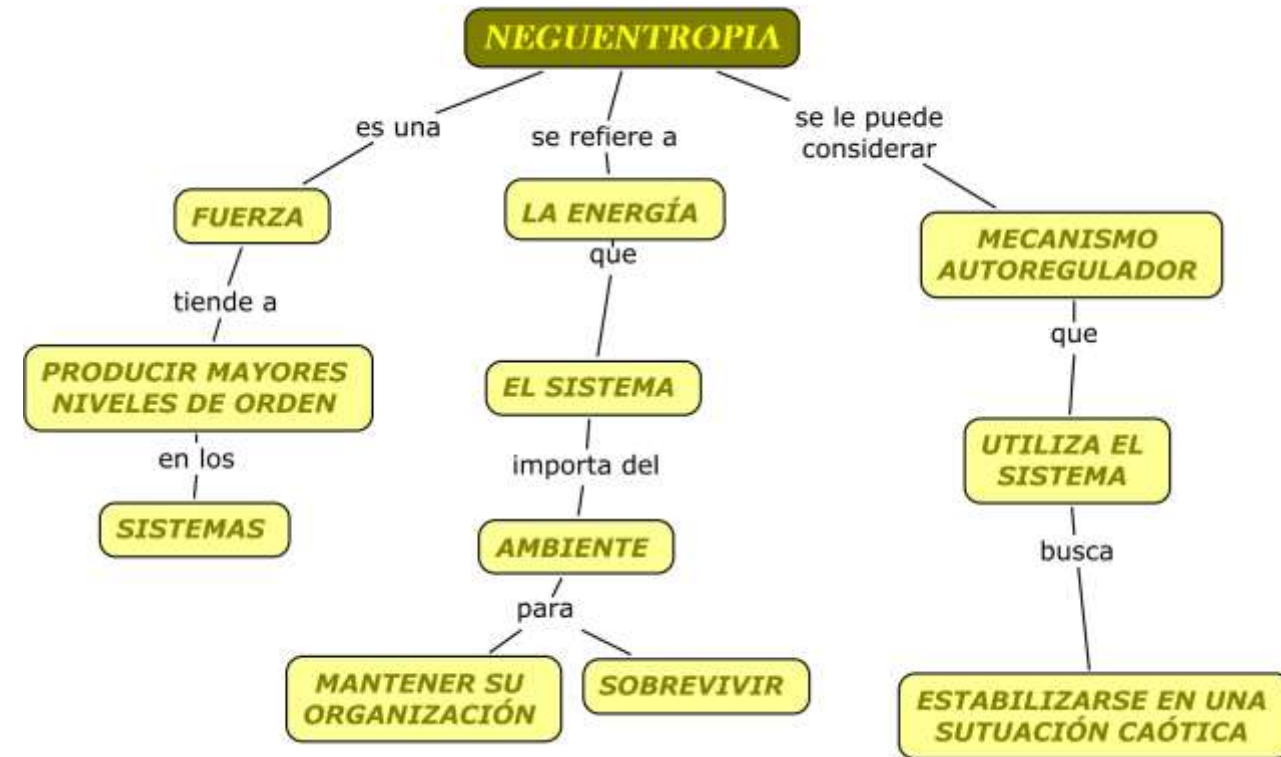 NEGUENTROPIA
es una
se refiere a
se le puede
considerar
FUERZA
LA ENERGÍA
MECANISMO
AUTOREGULADOR
tiende a
que
que
PRODUCIR MAYORES
NIVELES DE ORDEN
EL SISTEMA
UTILIZA EL
SISTEMA
en los
importa del
busca
SISTEMAS
AMBIENTE
para
MANTENER SU
ORGANIZACIÓN
SOBREVIVIR
ESTABILIZARSE EN UNA
SUTUACIÓN CAÓTICA